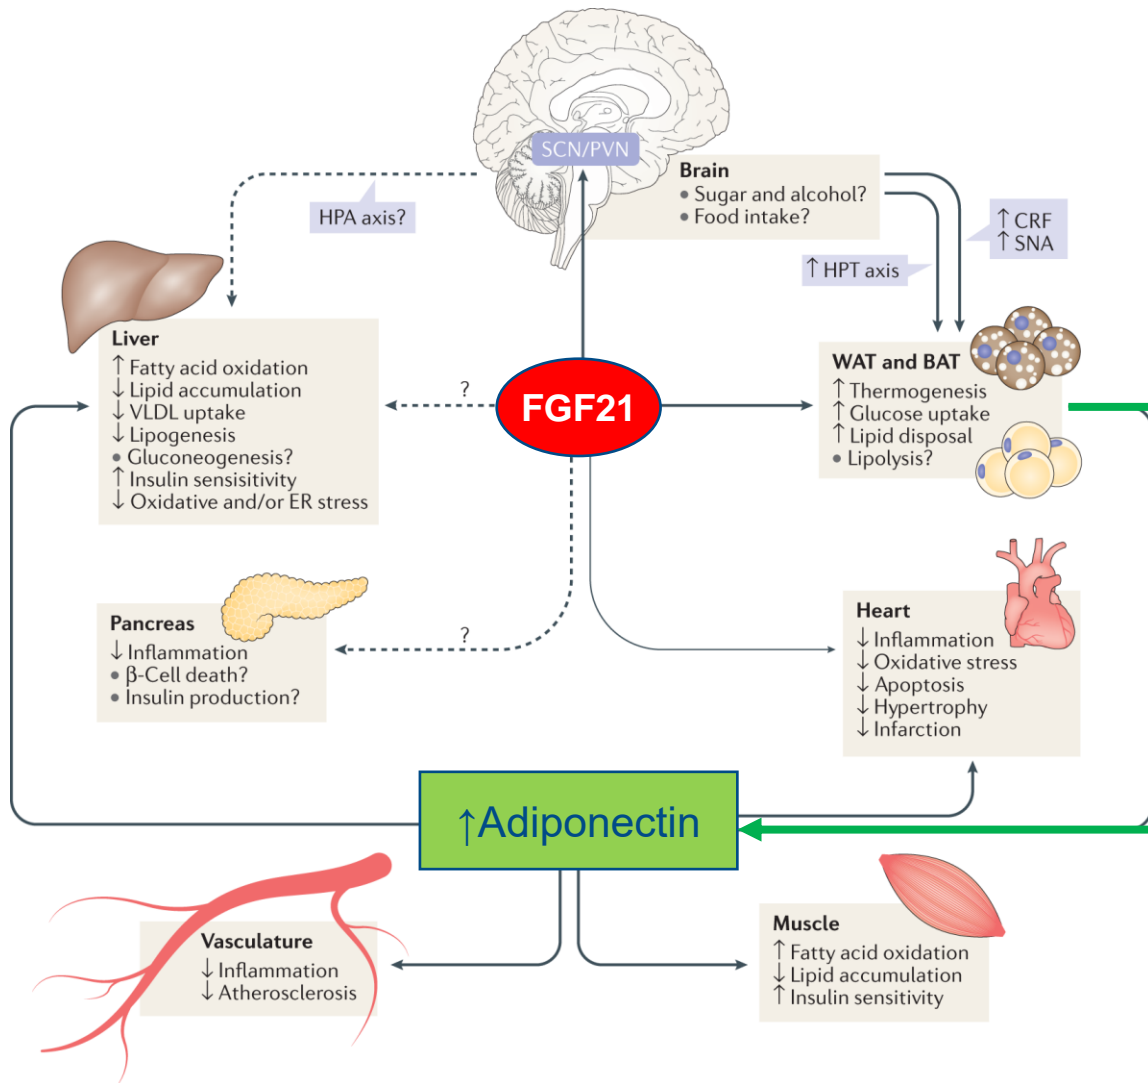 SCN/PVN
Brain
• Sugar and alcohol?
• Food intake?
HPA axis?
↑ CRF
↑ SNA
↑ HPT axis
Liver
↑ Fatty acid oxidation
↓ Lipid accumulation
↓ VLDL uptake
↓ Lipogenesis
• Gluconeogenesis?
↑ Insulin sensisitivity
↓ Oxidative and/or ER stress
?
FGF21
WAT and BAT
↑ Thermogenesis
↑ Glucose uptake
↑ Lipid disposal
• Lipolysis?
Pancreas
↓ Inflammation
• β-Cell death?
• Insulin production?
?
Heart
↓ Inflammation
↓ Oxidative stress
↓ Apoptosis
↓ Hypertrophy
↓ Infarction
↑Adiponectin
Vasculature
↓ Inflammation
↓ Atherosclerosis
Muscle
↑ Fatty acid oxidation
↓ Lipid accumulation
↑ Insulin sensitivity